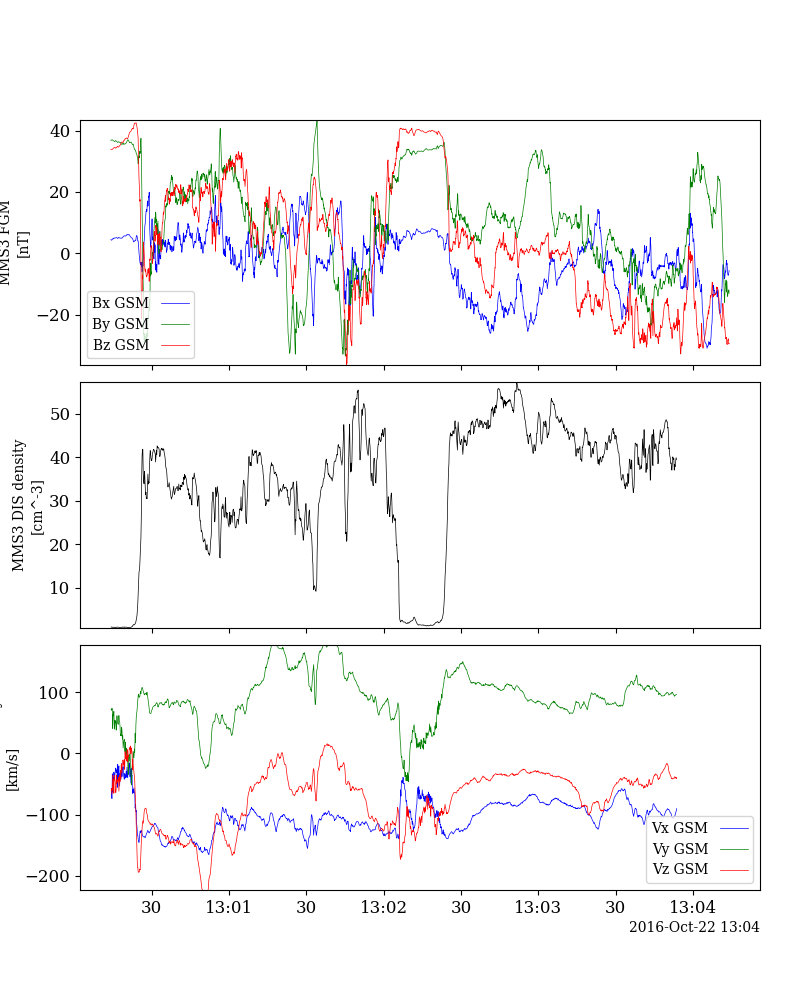 40
20
0
−20
MMS3 FGM
[nT]
Bx GSM
By GSM
Bz GSM
50
40
30
20
10
MMS3 DIS density
[cm^-3]
100
0
−100
−200
[km/s]
Vx GSM
Vy GSM
Vz GSM
30 13:01 30 13:02 30 13:03 30 13:04
2016-Oct-22 13:04